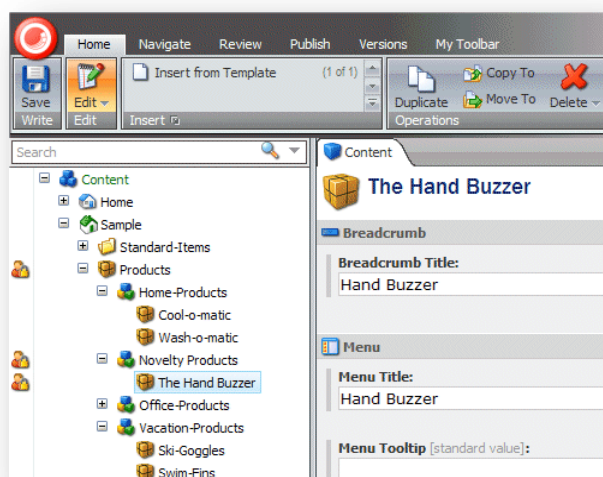 Home Navigate Review Publish Versions My Toolbar
Save
Write
Edit
Edit
Insert from Template (1 of 1)
Insert
Duplicate
Copy To
Move To
Delete
Operations
Search
Content
Home
Sample
Standard-Items
Products
Home-Products
Cool-o-matic
Wash-o-matic
Novelty Products
The Hand Buzzer
Office-Products
Vacation-Products
Ski-Goggles
Swim-Fins
Content
The Hand Buzzer
Breadcrumb
Breadcrumb Title:
Hand Buzzer
Menu
Menu Title:
Hand Buzzer
Menu Tooltip [standard value]: